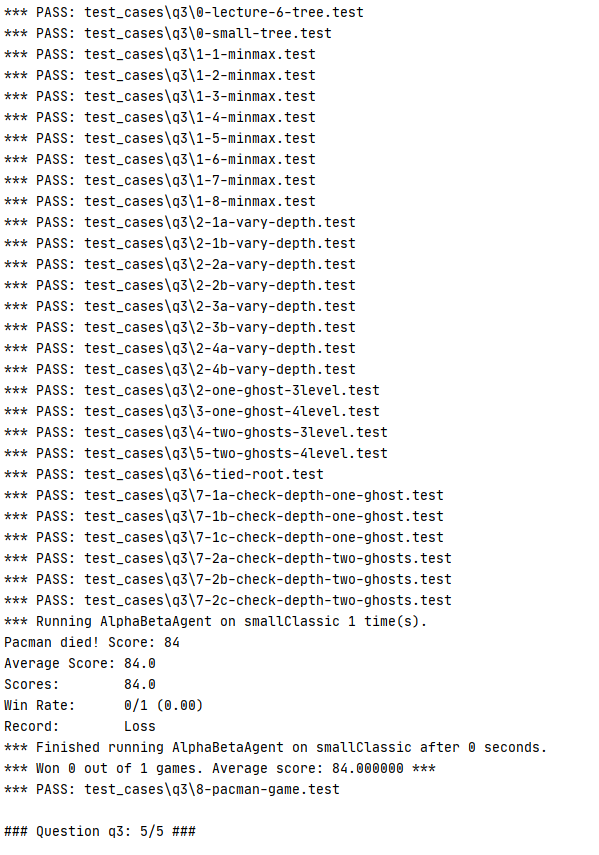 *** PASS: test_cases\q3\0-lecture-6-tree.test
*** PASS: test_cases\q3\0-small-tree.test
*** PASS: test_cases\q3\1-1-minmax.test
*** PASS: test_cases\q3\1-2-minmax.test
*** PASS: test_cases\q3\1-3-minmax.test
*** PASS: test_cases\q3\1-4-minmax.test
*** PASS: test_cases\q3\1-5-minmax.test
*** PASS: test_cases\q3\1-6-minmax.test
*** PASS: test_cases\q3\1-7-minmax.test
*** PASS: test_cases\q3\1-8-minmax.test
*** PASS: test_cases\q3\2-1a-vary-depth.test
*** PASS: test_cases\q3\2-1b-vary-depth.test
*** PASS: test_cases\q3\2-2a-vary-depth.test
*** PASS: test_cases\q3\2-2b-vary-depth.test
*** PASS: test_cases\q3\2-3a-vary-depth.test
*** PASS: test_cases\q3\2-3b-vary-depth.test
*** PASS: test_cases\q3\2-4a-vary-depth.test
*** PASS: test_cases\q3\2-4b-vary-depth.test
*** PASS: test_cases\q3\2-one-ghost-3level.test
*** PASS: test_cases\q3\3-one-ghost-4level.test
*** PASS: test_cases\q3\4-two-ghosts-3level.test
*** PASS: test_cases\q3\5-two-ghosts-4level.test
*** PASS: test_cases\q3\6-tied-root.test
*** PASS: test_cases\q3\7-1a-check-depth-one-ghost.test
*** PASS: test_cases\q3\7-1b-check-depth-one-ghost.test
*** PASS: test_cases\q3\7-1c-check-depth-one-ghost.test
*** PASS: test_cases\q3\7-2a-check-depth-two-ghosts.test
*** PASS: test_cases\q3\7-2b-check-depth-two-ghosts.test
*** PASS: test_cases\q3\7-2c-check-depth-two-ghosts.test
*** Running AlphaBetaAgent on smallClassic 1 time(s).
Pacman died! Score: 84
Average Score: 84.0
Scores:        84.0
Win Rate:      0/1 (0.00)
Record:        Loss
*** Finished running AlphaBetaAgent on smallClassic after 0 seconds.
*** Won 0 out of 1 games. Average score: 84.000000 ***
*** PASS: test_cases\q3\8-pacman-game.test
### Question q3: 5/5 ###